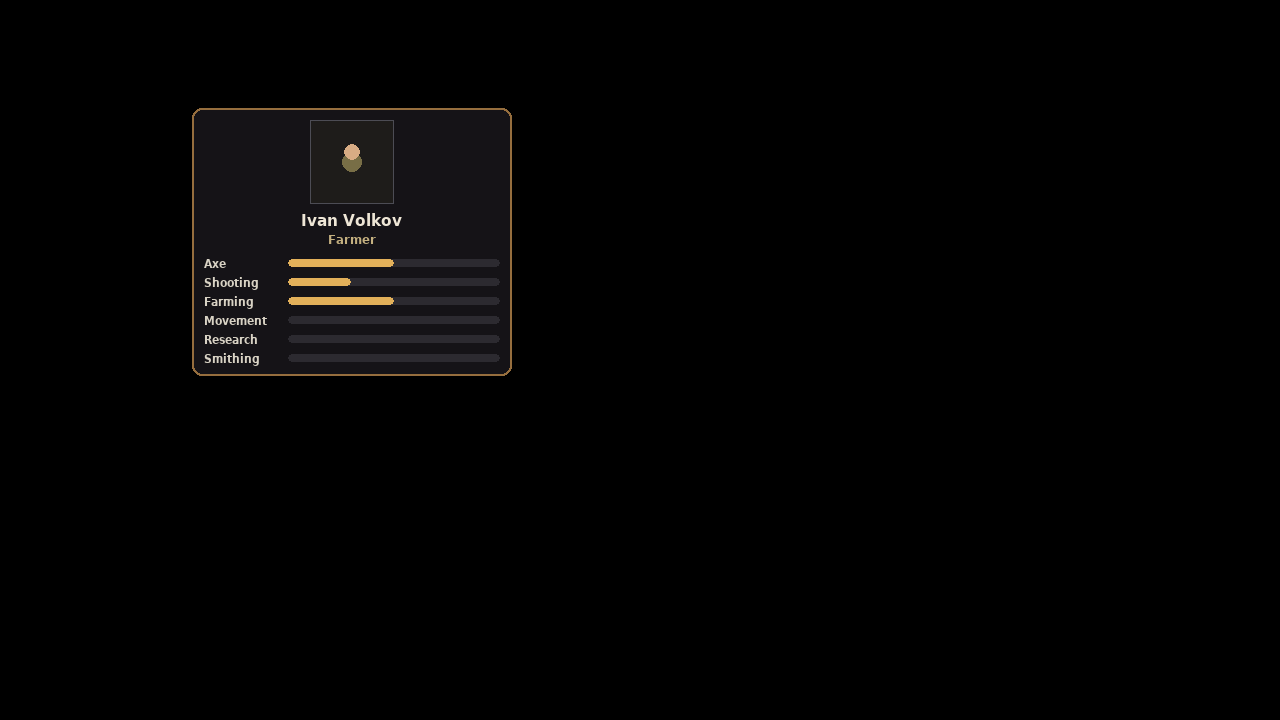 Ivan Volkov
Farmer
Axe
Shooting
Farming
Movement
Research
Smithing